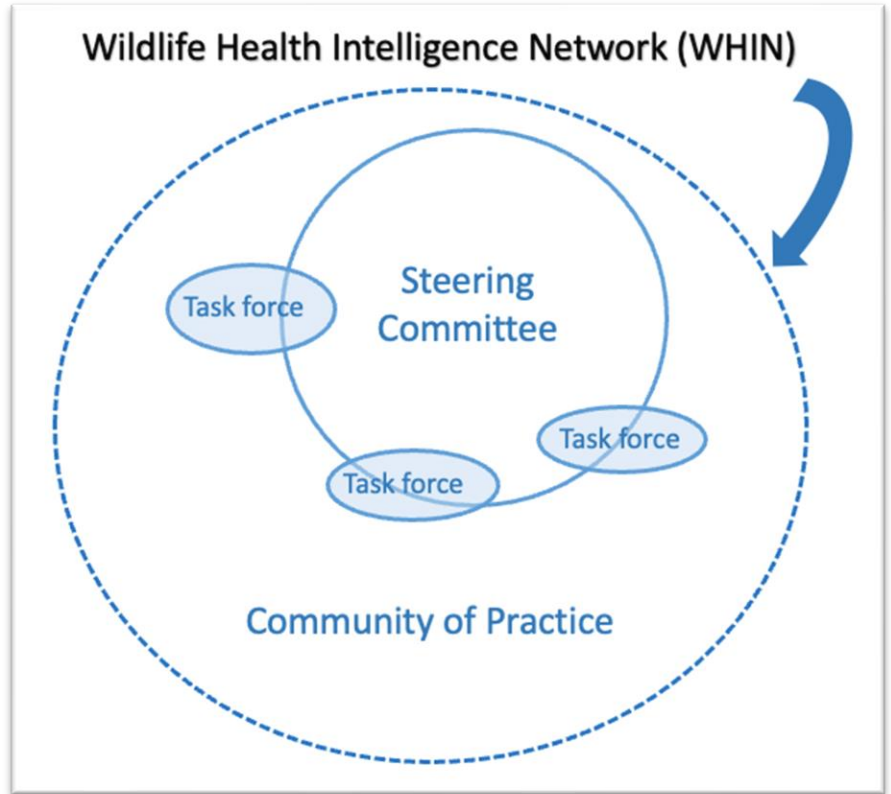 Wildlife Health Intelligence Network (WHIN)
Steering
Committee
Task force
Task force
Task force
Community of Practice